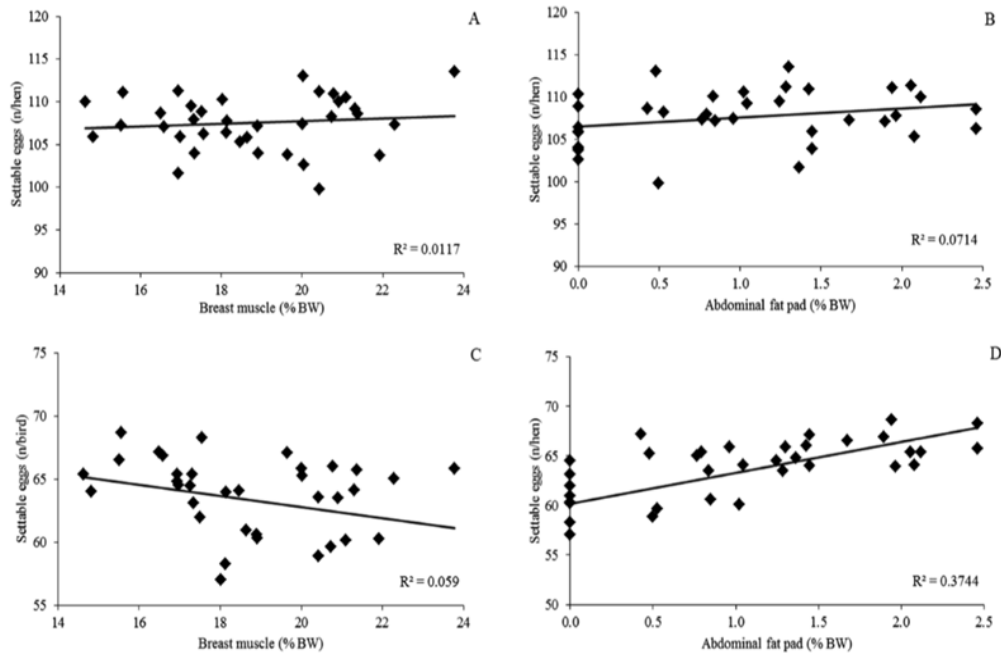 A
120
115
110
105
100
95
90
Settable eggs (n/hen)
R² = 0.0117
14 16 18 20 22 24
Breast muscle (% BW)
B
120
115
110
105
100
95
90
Settable eggs (n/hen)
R² = 0.0714
0.0 0.5 1.0 1.5 2.0 2.5
Abdominal fat pad (% BW)
C
75
70
65
60
55
Settable eggs (n/bird)
R² = 0.059
14 16 18 20 22 24
Breast muscle (% BW)
D
75
70
65
60
55
50
Settable eggs (n/hen)
R² = 0.3744
0.0 0.5 1.0 1.5 2.0 2.5
Abdominal fat pad (% BW)